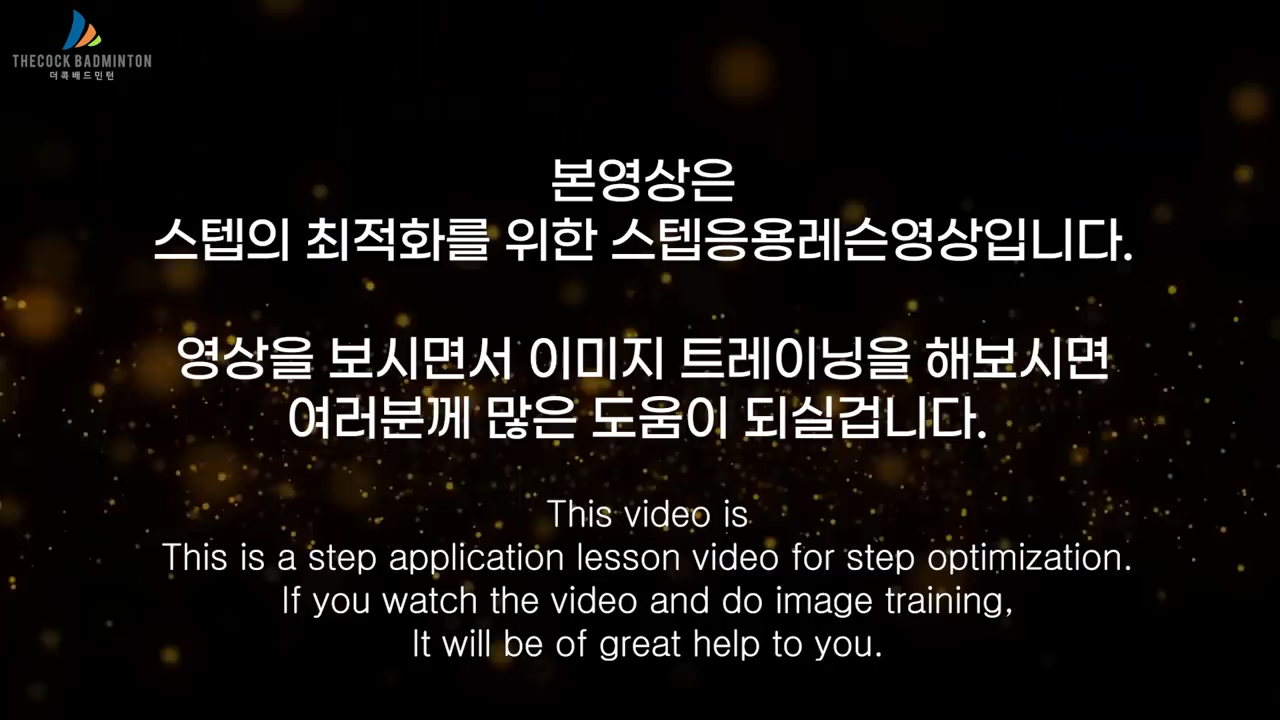 THECOCK BADMINTON
더콕배드민턴
본영상은
스텝의 최적화를 위한 스텝응용레슨영상입니다.
영상을 보시면서 이미지 트레이닝을 해보시면
여러분께 많은 도움이 되실겁니다.
This video is
This is a step application lesson video for step optimization.
If you watch the video and do image training,
It will be of great help to you.